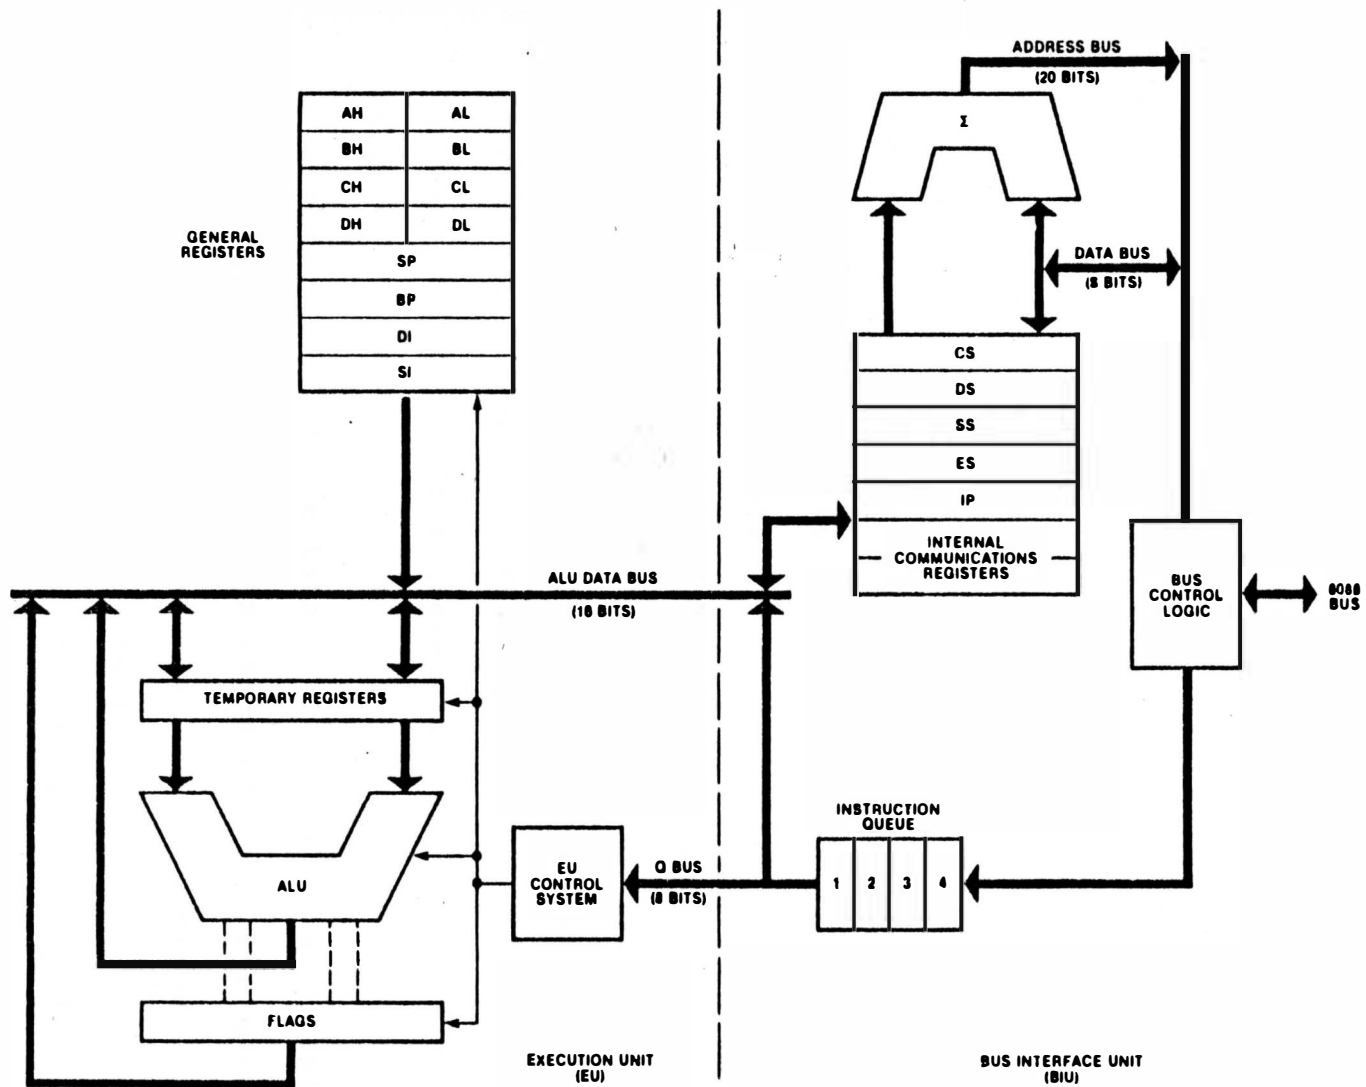 ADDRESS BUS
(20 BITS)
Σ
AH
AL
BH
BL
CH
CL
DH
DL
SP
BP
DI
SI
GENERAL
REGISTERS
DATA BUS
(8 BITS)
CS
DS
SS
ES
IP
INTERNAL
COMMUNICATIONS
REGISTERS
BUS
CONTROL
LOGIC
8088
BUS
ALU DATA BUS
(16 BITS)
TEMPORARY REGISTERS
ALU
FLAGS
EU
CONTROL
SYSTEM
Q BUS
(8 BITS)
INSTRUCTION
QUEUE
1
2
3
4
EXECUTION UNIT
(EU)
BUS INTERFACE UNIT
(BIU)